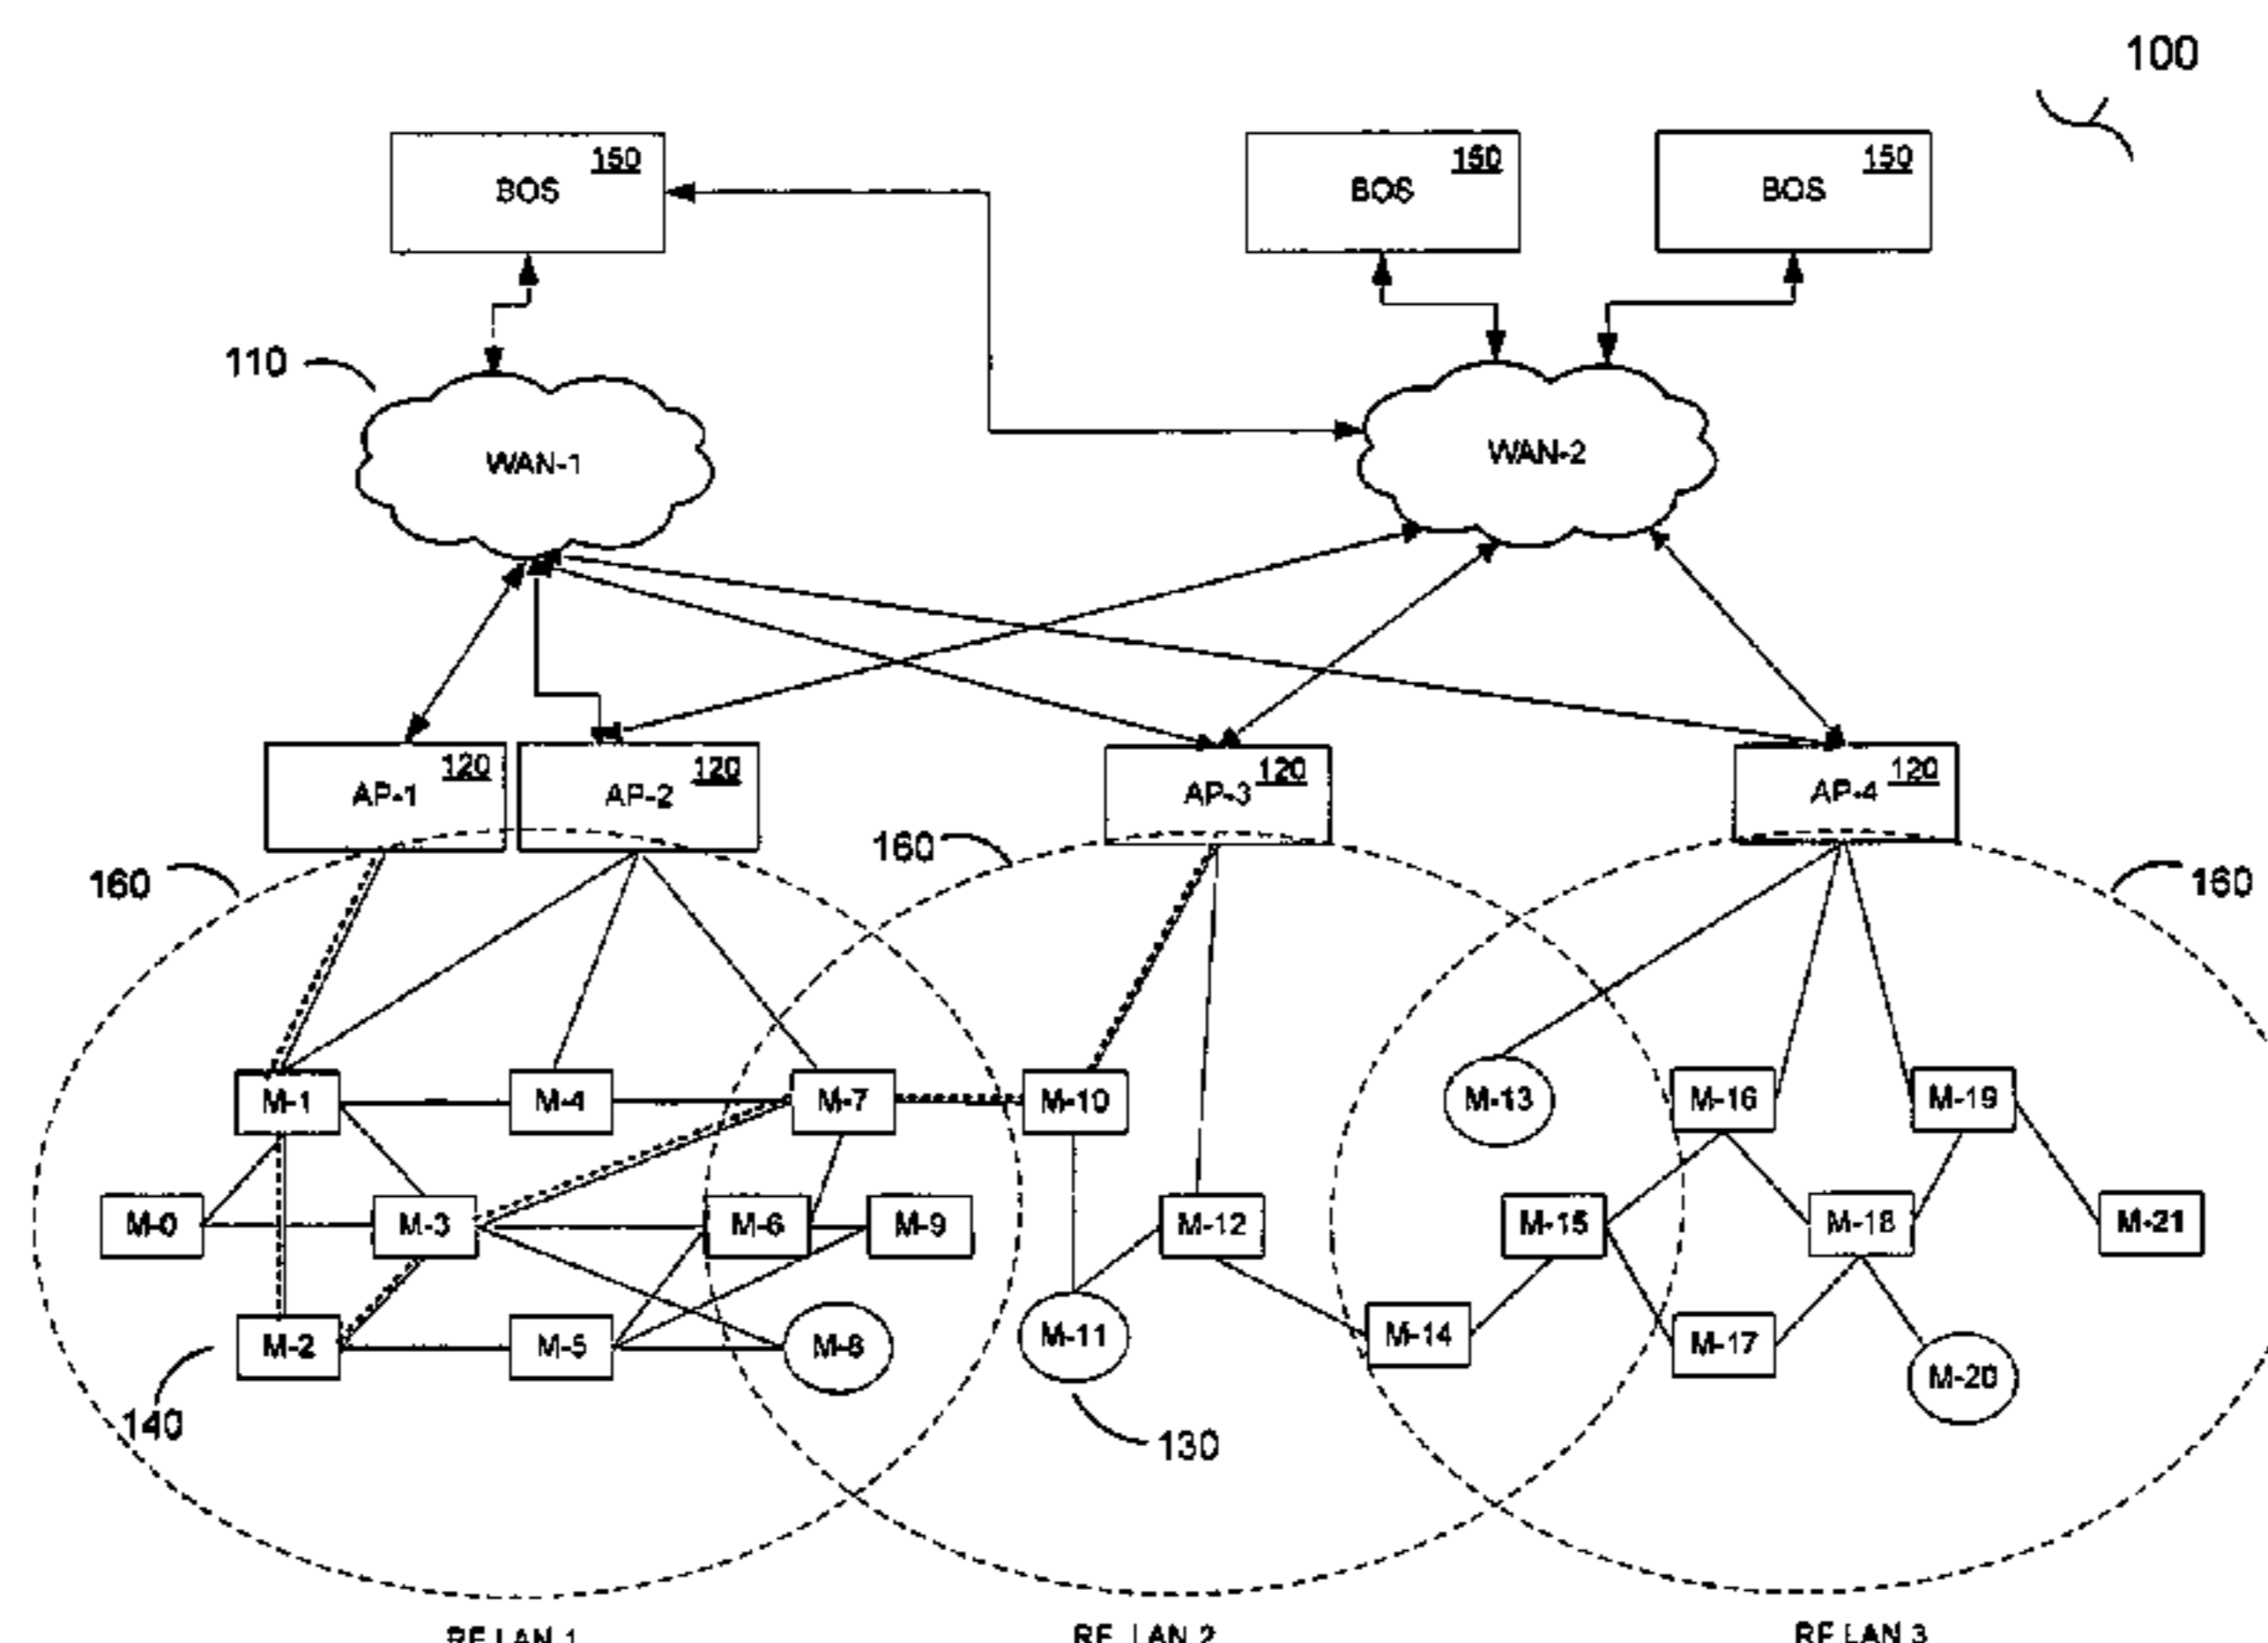 100
150
BOS
150
BOS
150
BOS
110
WAN-1
WAN-2
120
AP-1
120
AP-2
120
AP-3
120
AP-4
160
160
160
M-1
M-4
M-7
M-10
M-13
M-16
M-19
M-0
M-3
M-6
M-9
M-12
M-15
M-18
M-21
M-2
M-5
M-8
M-11
M-14
M-17
M-20
140
130
RF LAN 1
RF LAN 2
RF LAN 3